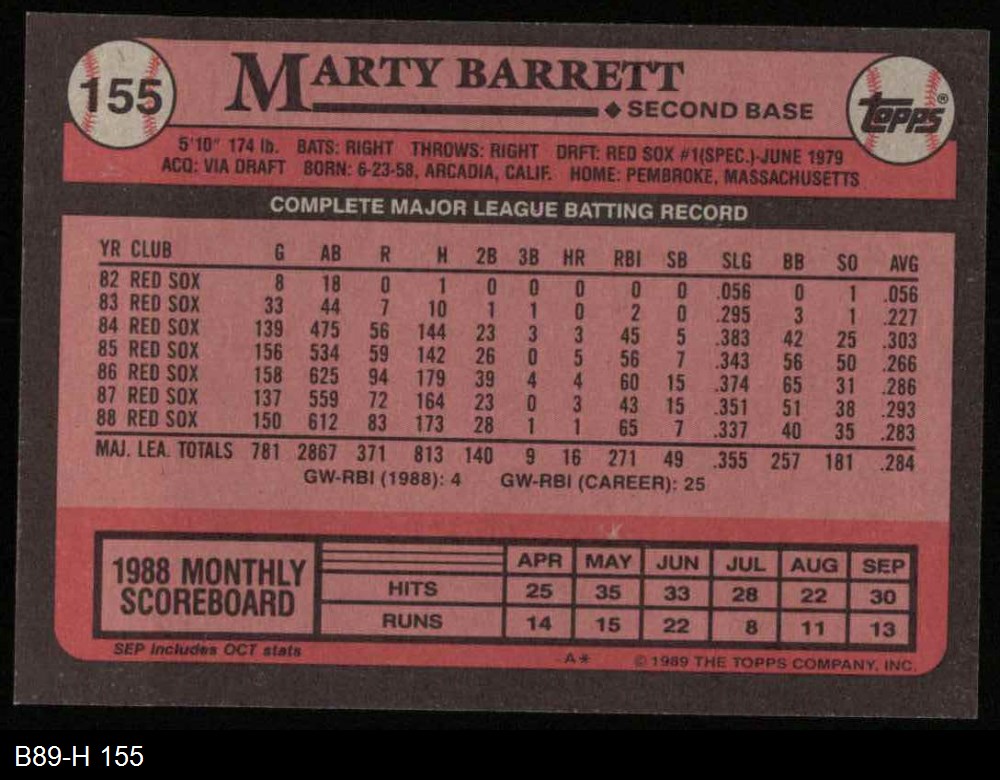 155 MARTY BARRETT Topps®
◆ SECOND BASE
5'10" 174 lb. BATS: RIGHT THROWS: RIGHT DRFT: RED SOX #1(SPEC.)-JUNE 1979
ACQ: VIA DRAFT BORN: 6-23-58, ARCADIA, CALIF. HOME: PEMBROKE, MASSACHUSETTS
COMPLETE MAJOR LEAGUE BATTING RECORD
YR CLUB G AB R H 2B 3B HR RBI SB SLG BB SO AVG
82 RED SOX 8 18 0 1 0 0 0 0 0 .056 0 1 .056
83 RED SOX 33 44 7 10 1 1 0 2 0 .295 3 1 .227
84 RED SOX 139 475 56 144 23 3 3 45 5 .383 42 25 .303
85 RED SOX 156 534 59 142 26 0 5 56 7 .343 56 50 .266
86 RED SOX 158 625 94 179 39 4 4 60 15 .374 65 31 .286
87 RED SOX 137 559 72 164 23 0 3 43 15 .351 51 38 .293
88 RED SOX 150 612 83 173 28 1 1 65 7 .337 40 35 .283
MAJ. LEA. TOTALS 781 2867 371 813 140 9 16 271 49 .355 257 181 .284
GW-RBI (1988): 4 GW-RBI (CAREER): 25
1988 MONTHLY
SCOREBOARD
APR MAY JUN JUL AUG SEP
HITS 25 35 33 28 22 30
RUNS 14 15 22 8 11 13
SEP includes OCT stats
A* © 1989 THE TOPPS COMPANY, INC.
B89-H 155